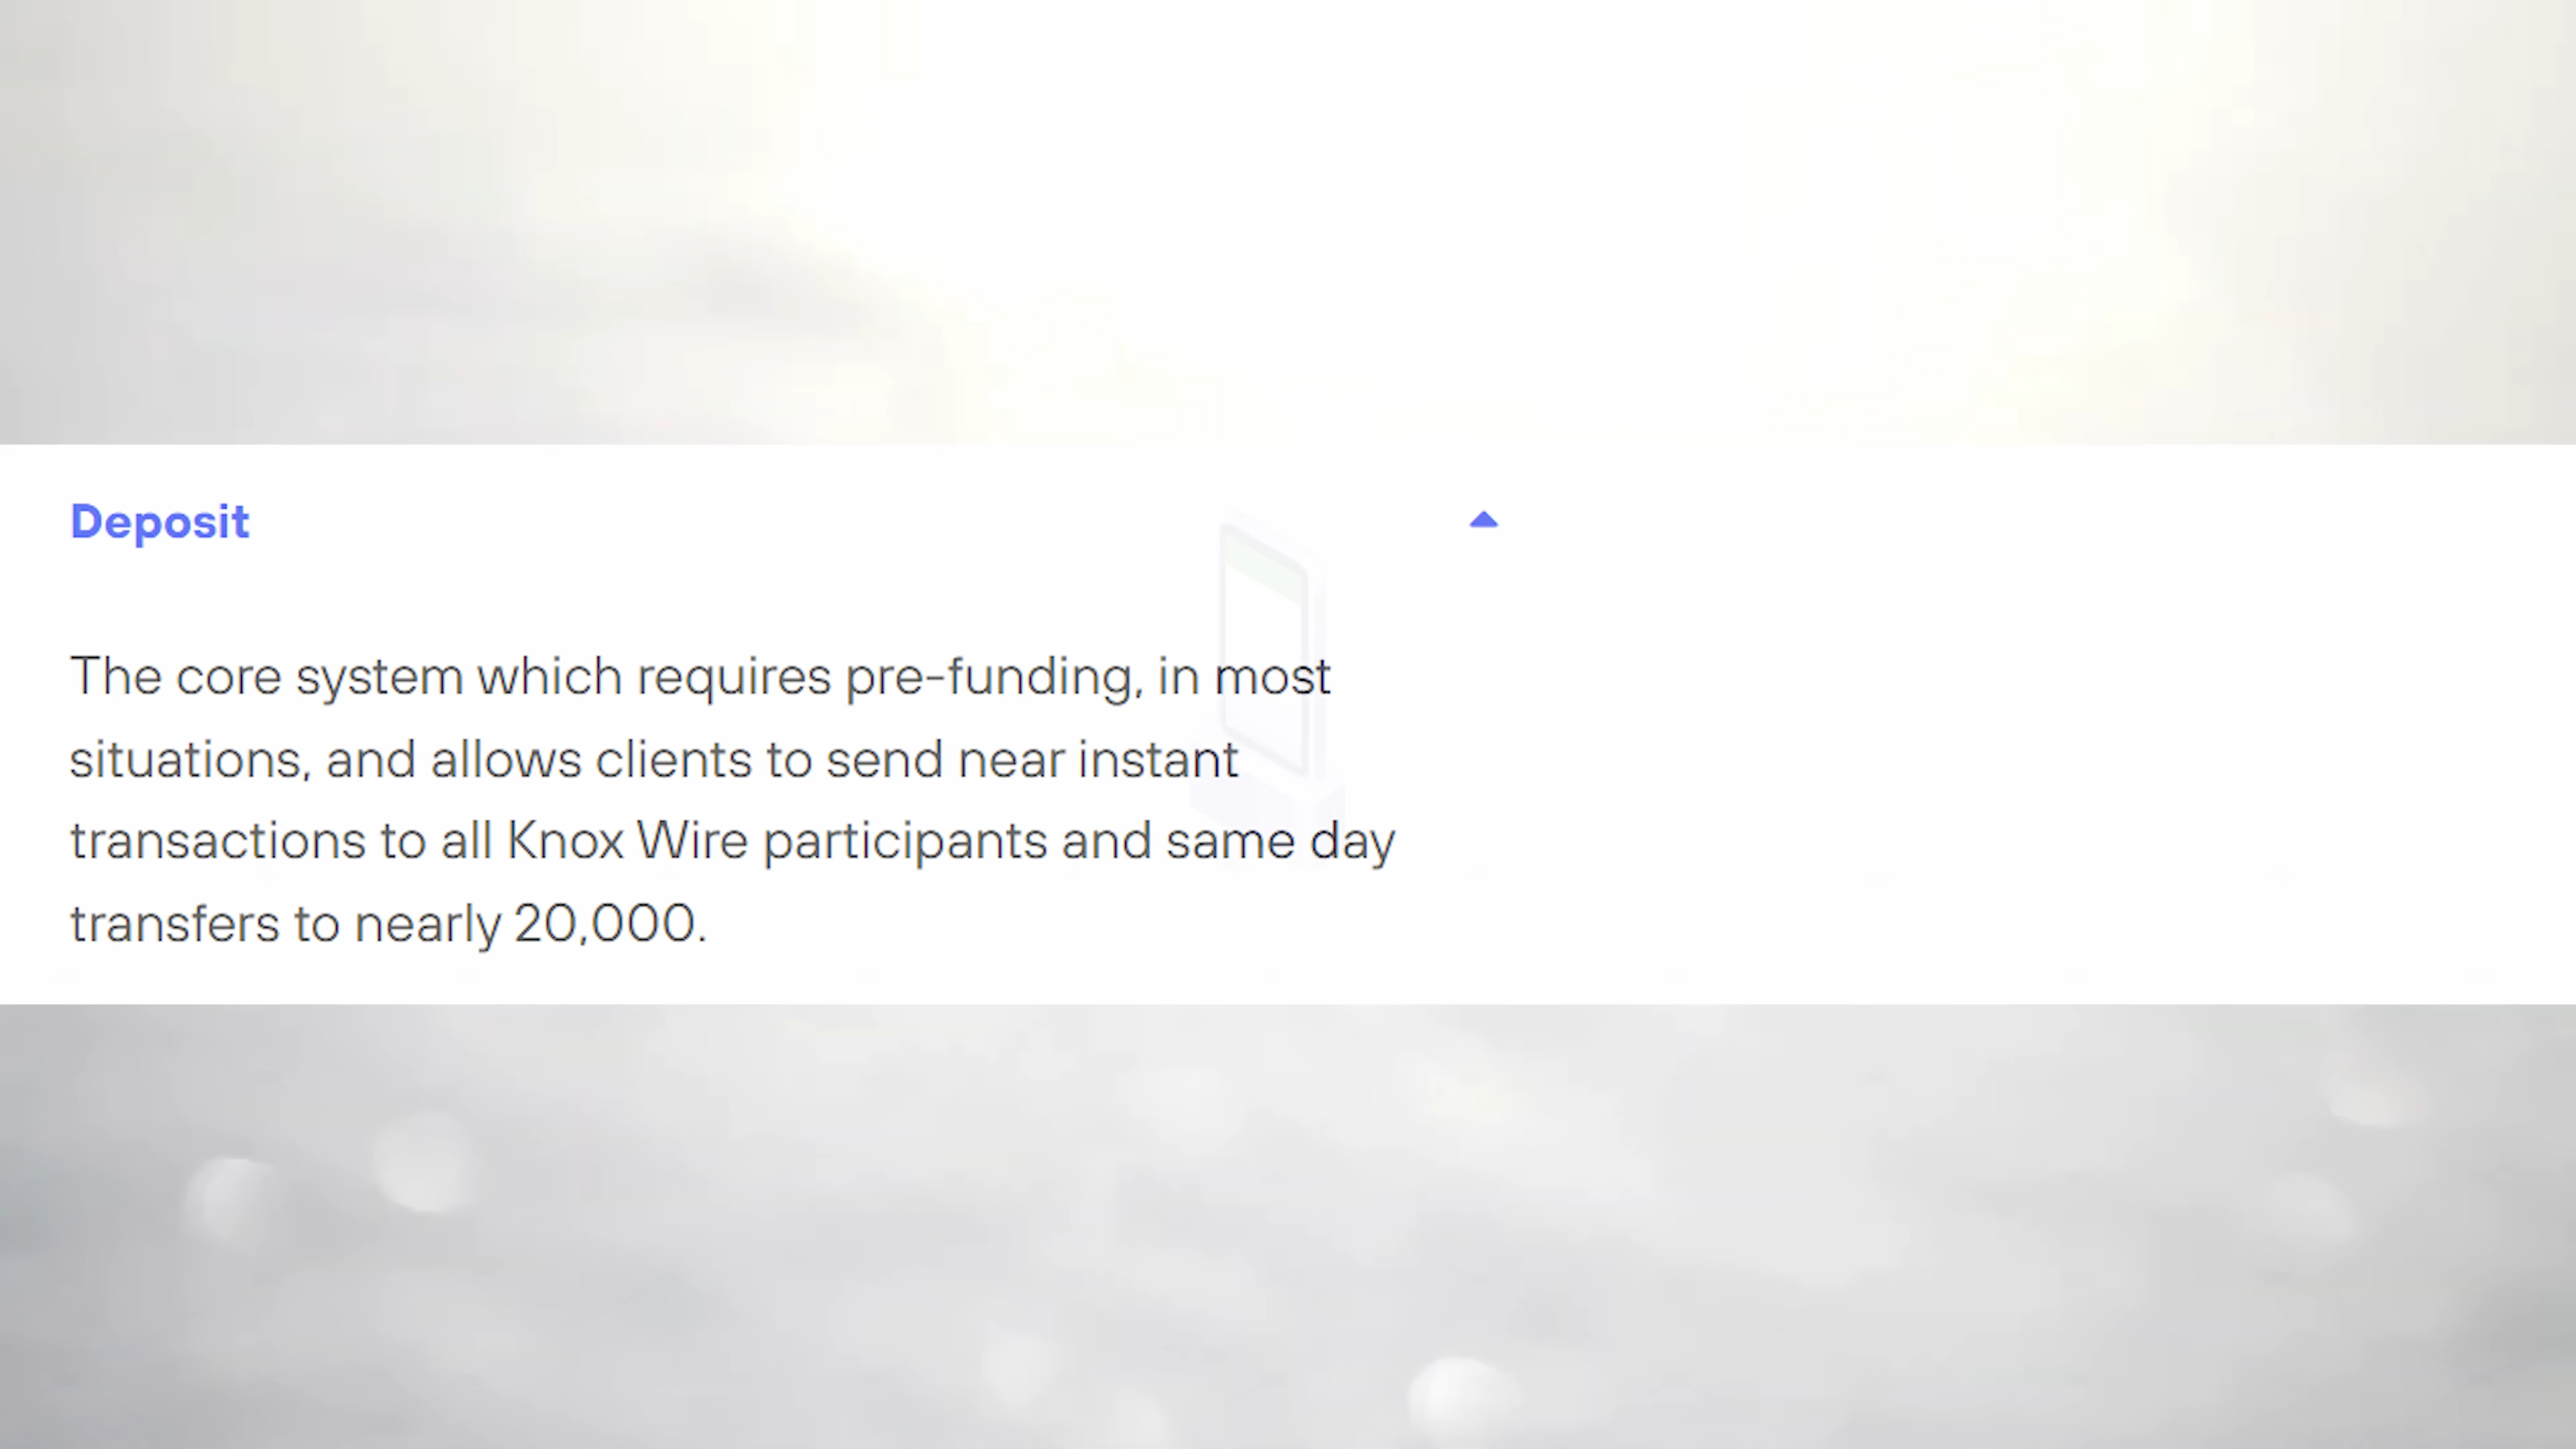 Deposit
The core system which requires pre-funding, in most
situations, and allows clients to send near instant
transactions to all Knox Wire participants and same day
transfers to nearly 20,000.